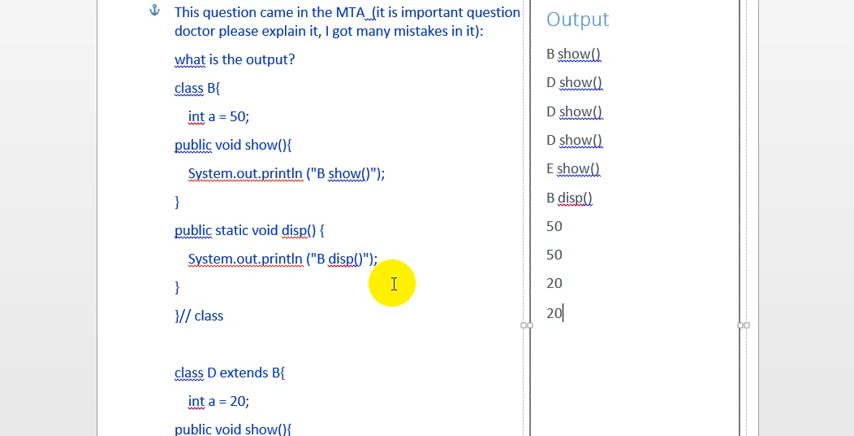 This question came in the MTA (it is important question
doctor please explain it, I got many mistakes in it):
what is the output?
class B{
int a = 50;
public void show(){
System.out.println ("B show()");
}
public static void disp() {
System.out.println ("B disp()");
}
}// class
class D extends B{
int a = 20;
public void show(){
Output
B show()
D show()
D show()
D show()
E show()
B disp()
50
50
20
20